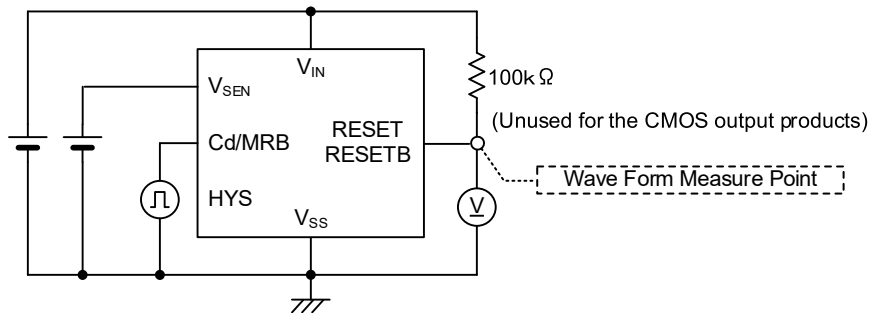 V_IN
100kΩ
V_SEN
(Unused for the CMOS output products)
RESET
Cd/MRB
RESETB
Wave Form Measure Point
HYS
V
V_SS